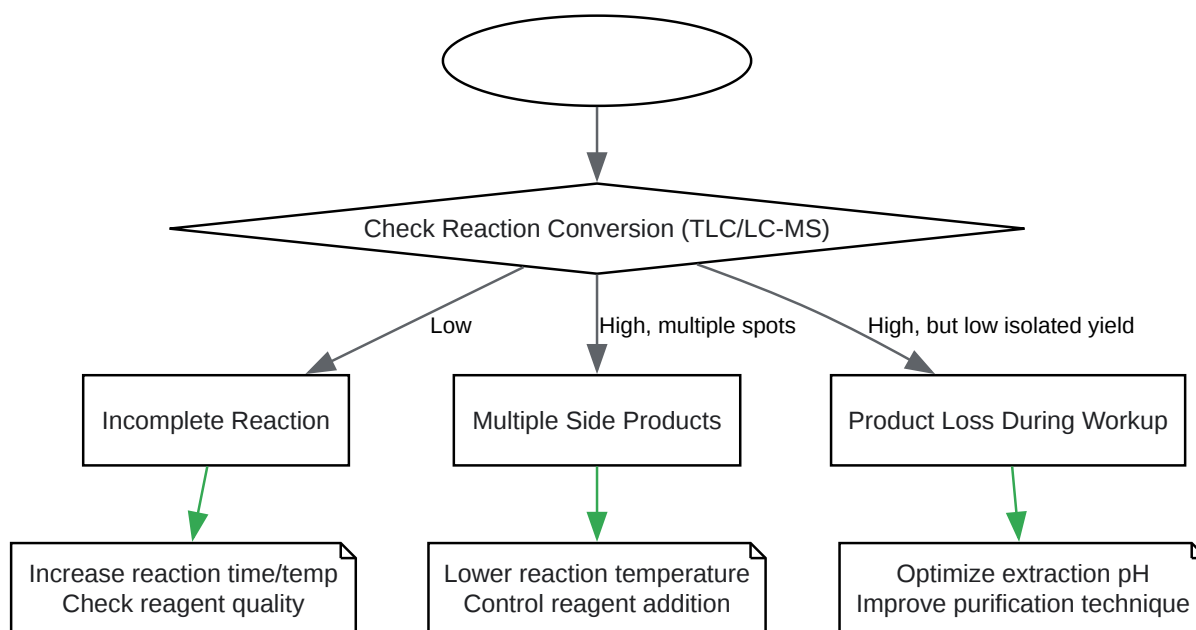 Check Reaction Conversion (TLC/LC-MS)
Low
High, multiple spots
High, but low isolated yield
Incomplete Reaction
Multiple Side Products
Product Loss During Workup
Increase reaction time/temp
Check reagent quality
Lower reaction temperature
Control reagent addition
Optimize extraction pH
Improve purification technique